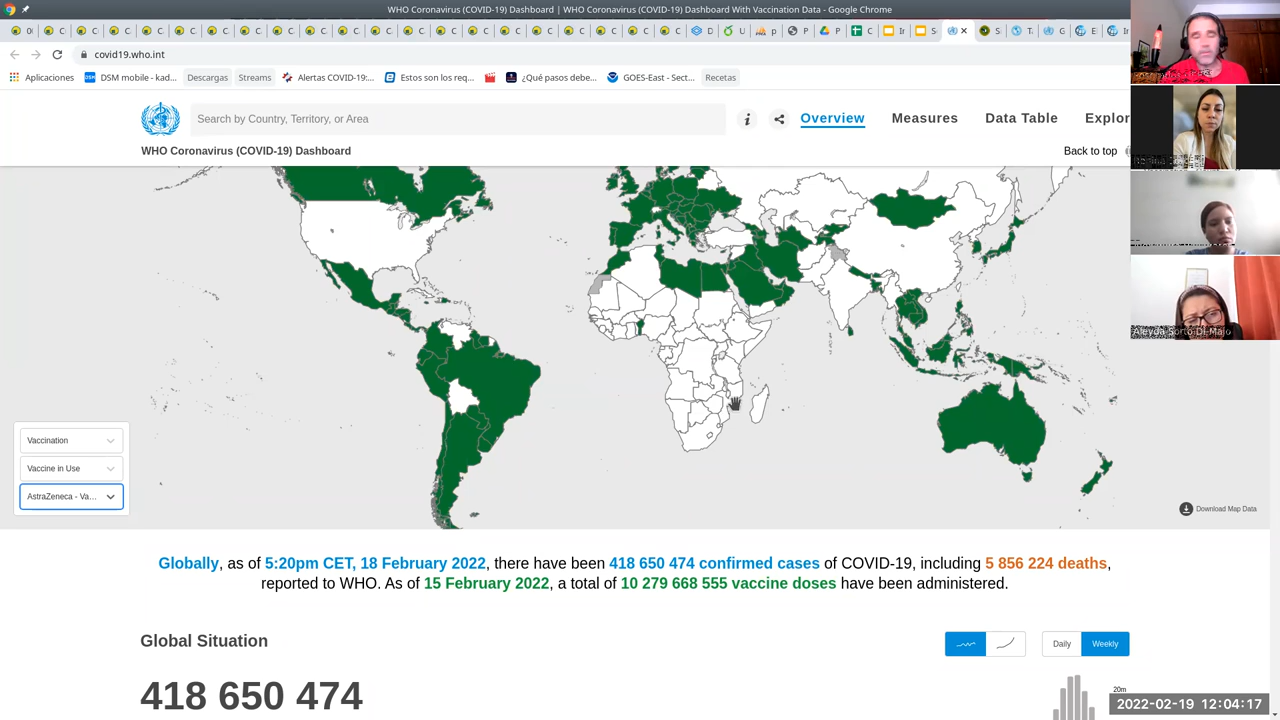 WHO Coronavirus (COVID-19) Dashboard | WHO Coronavirus (COVID-19) Dashboard With Vaccination Data - Google Chrome
covid19.who.int
Aplicaciones DSM mobile - kad... Descargas Streams Alertas COVID-19:... Estos son los req... ¿Qué pasos debe... GOES-East - Sect... Recetas
Search by Country, Territory, or Area
Overview Measures Data Table Explor
WHO Coronavirus (COVID-19) Dashboard
Back to top
Vaccination
Vaccine in Use
AstraZeneca - Va...
Download Map Data
Aleyda Sorto Di Majo
Globally, as of 5:20pm CET, 18 February 2022, there have been 418 650 474 confirmed cases of COVID-19, including 5 856 224 deaths,
reported to WHO. As of 15 February 2022, a total of 10 279 668 555 vaccine doses have been administered.
Global Situation
Daily Weekly
418 650 474
20m
2022-02-19 12:04:17